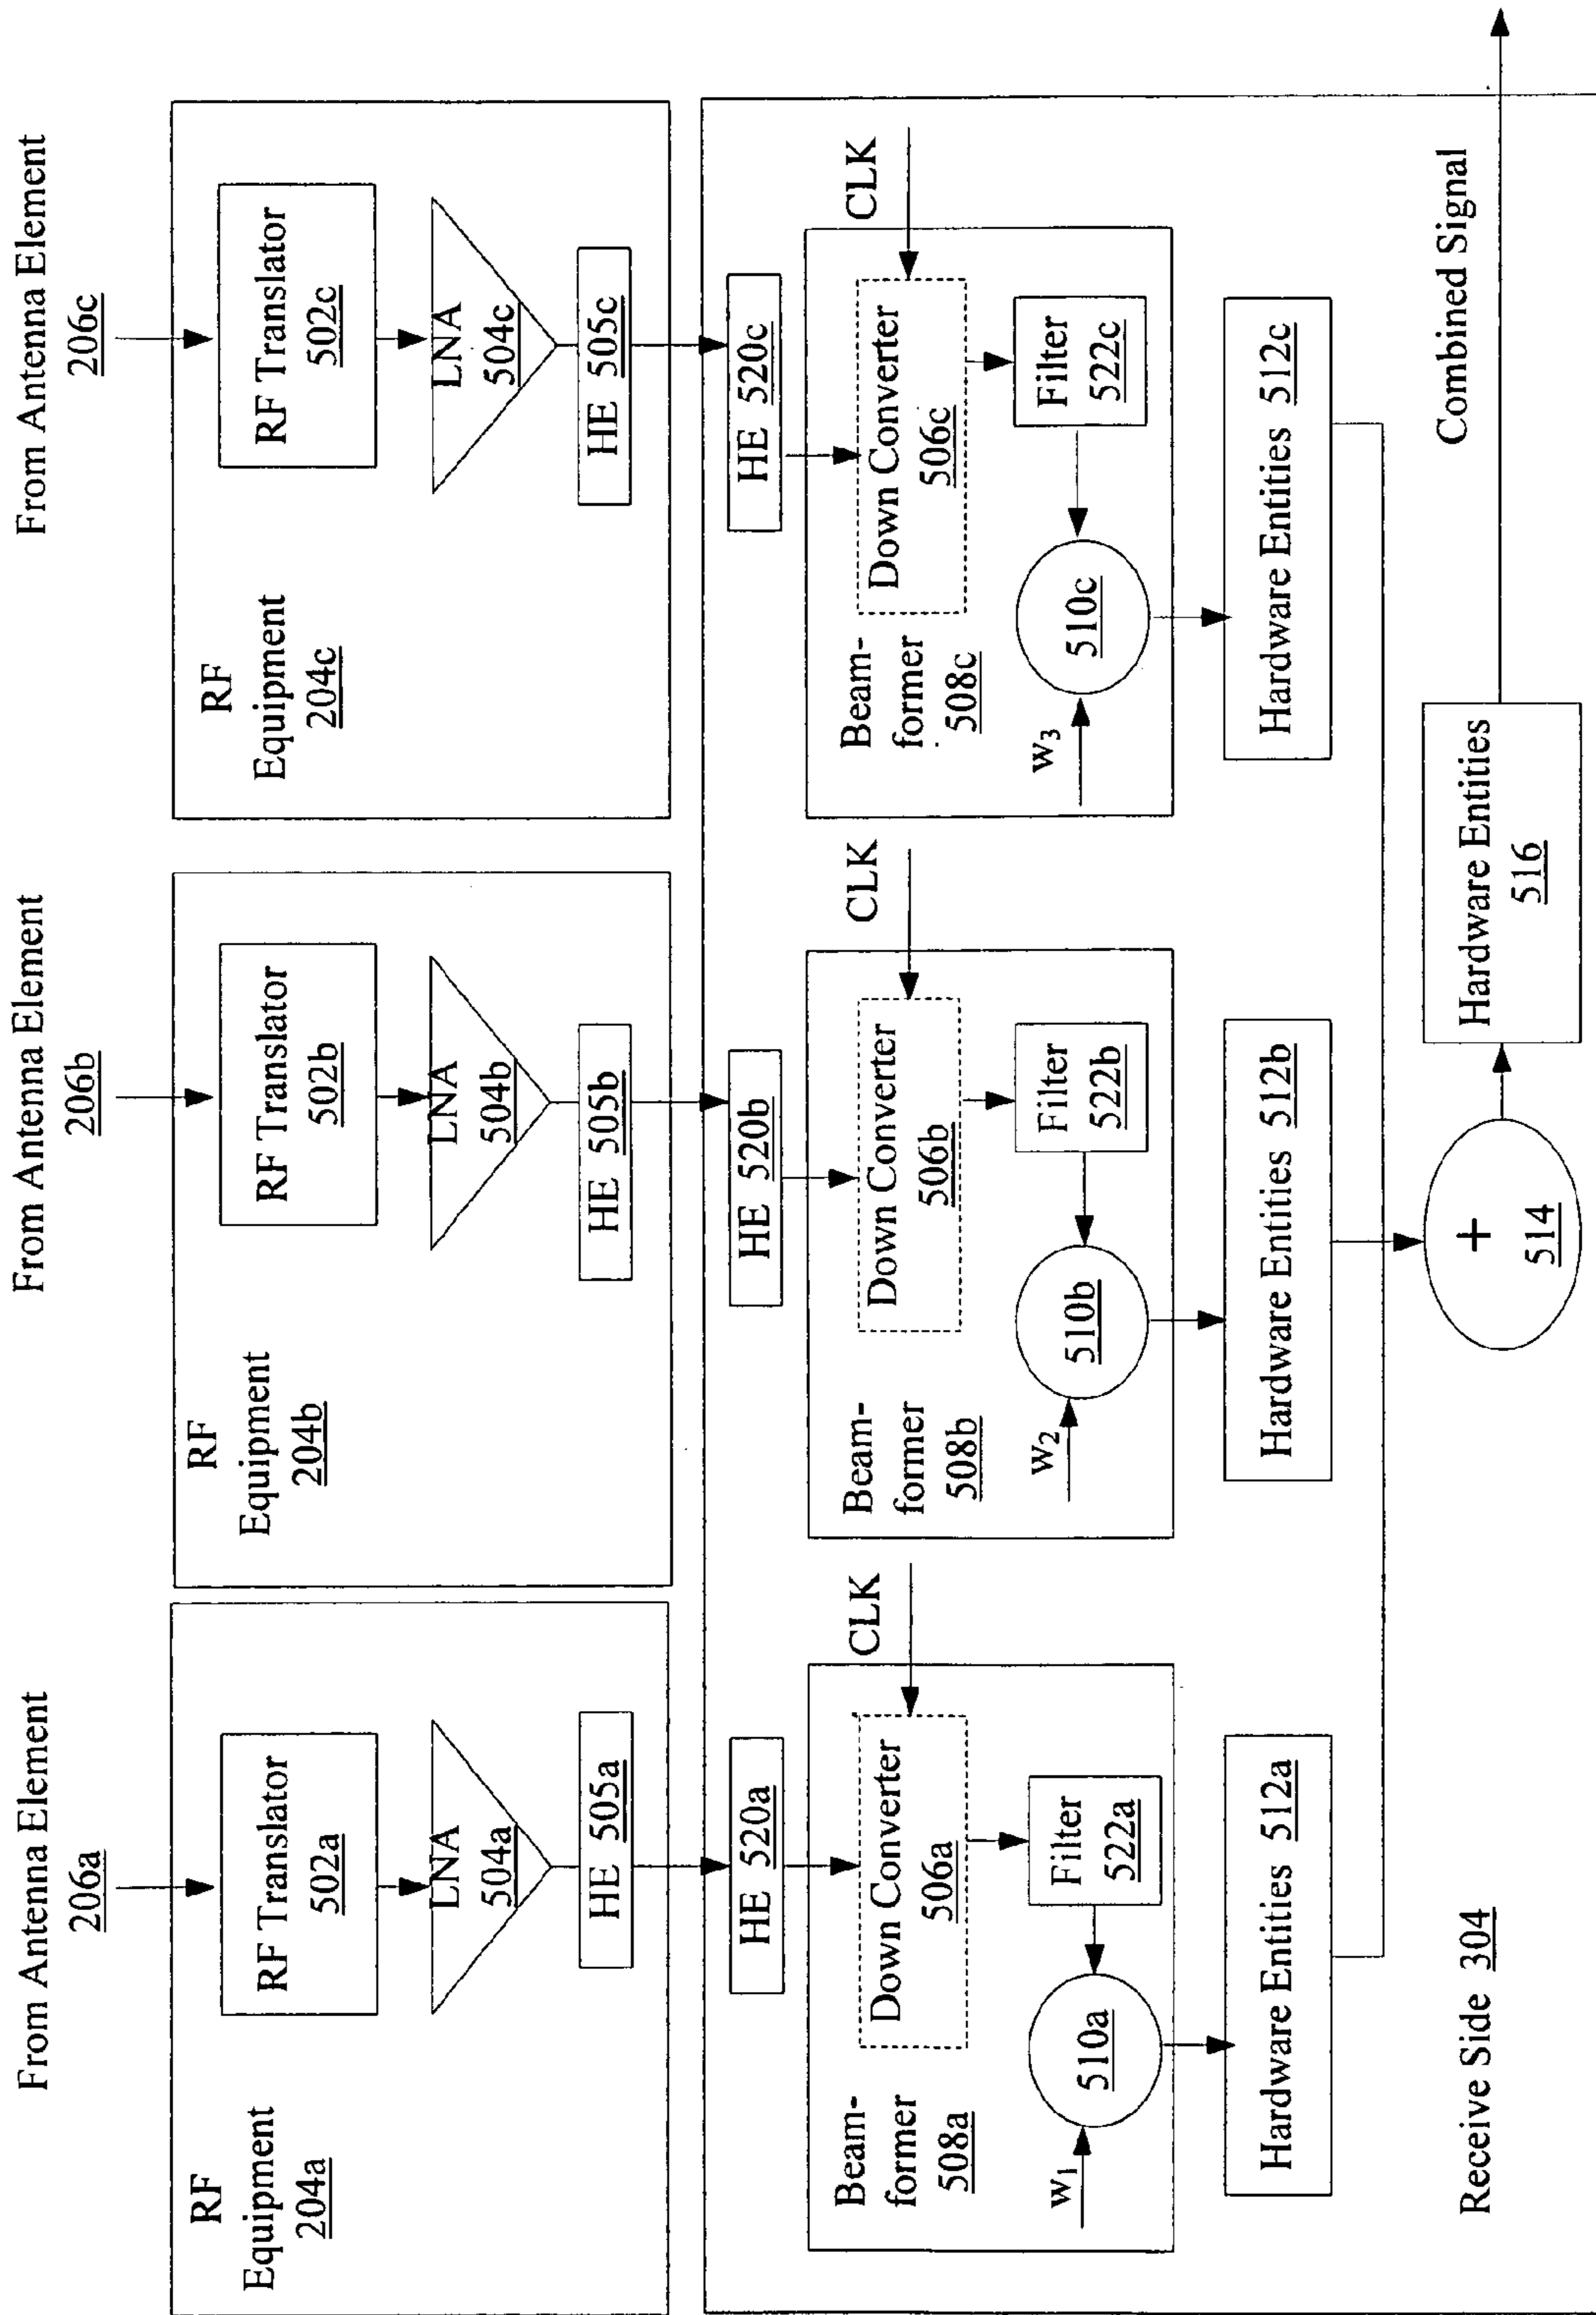 From Antenna Element
206a
From Antenna Element
206b
From Antenna Element
206c
RF
Equipment
204a
RF Translator
502a
LNA
504a
HE 505a
RF
Equipment
204b
RF Translator
502b
LNA
504b
HE 505b
RF
Equipment
204c
RF Translator
502c
LNA
504c
HE 505c
HE 520a
Beam-
former
508a
Down Converter
506a
CLK
Filter
522a
w1
510a
Hardware Entities 512a
HE 520b
Beam-
former
508b
Down Converter
506b
CLK
Filter
522b
w2
510b
Hardware Entities 512b
HE 520c
Beam-
former
508c
Down Converter
506c
CLK
Filter
522c
w3
510c
Hardware Entities 512c
Receive Side 304
+
514
Hardware Entities
516
Combined Signal